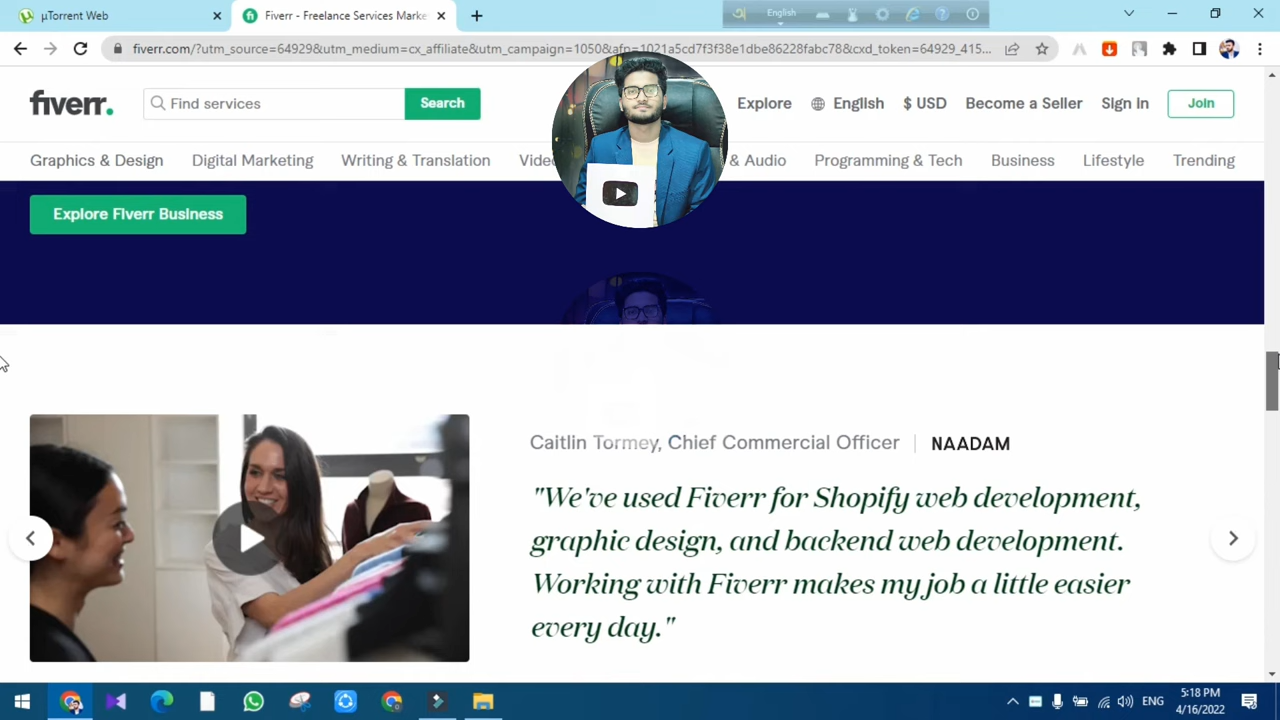 µTorrent Web
Fiverr - Freelance Services Marke
English
fiverr.com/?utm_source=64929&utm_medium=cx_affiliate&utm_campaign=1050&afp=1021a5cd7f3f38e1dbe86228fabc78&cxd_token=64929_415...
fiverr.
Find services
Search
Explore
English
$ USD
Become a Seller
Sign In
Join
Graphics & Design
Digital Marketing
Writing & Translation
& Audio
Programming & Tech
Business
Lifestyle
Trending
Explore Fiverr Business
Caitlin Tormey, Chief Commercial Officer
NAADAM
"We've used Fiverr for Shopify web development,
graphic design, and backend web development.
Working with Fiverr makes my job a little easier
every day."
ENG
5:18 PM
4/16/2022